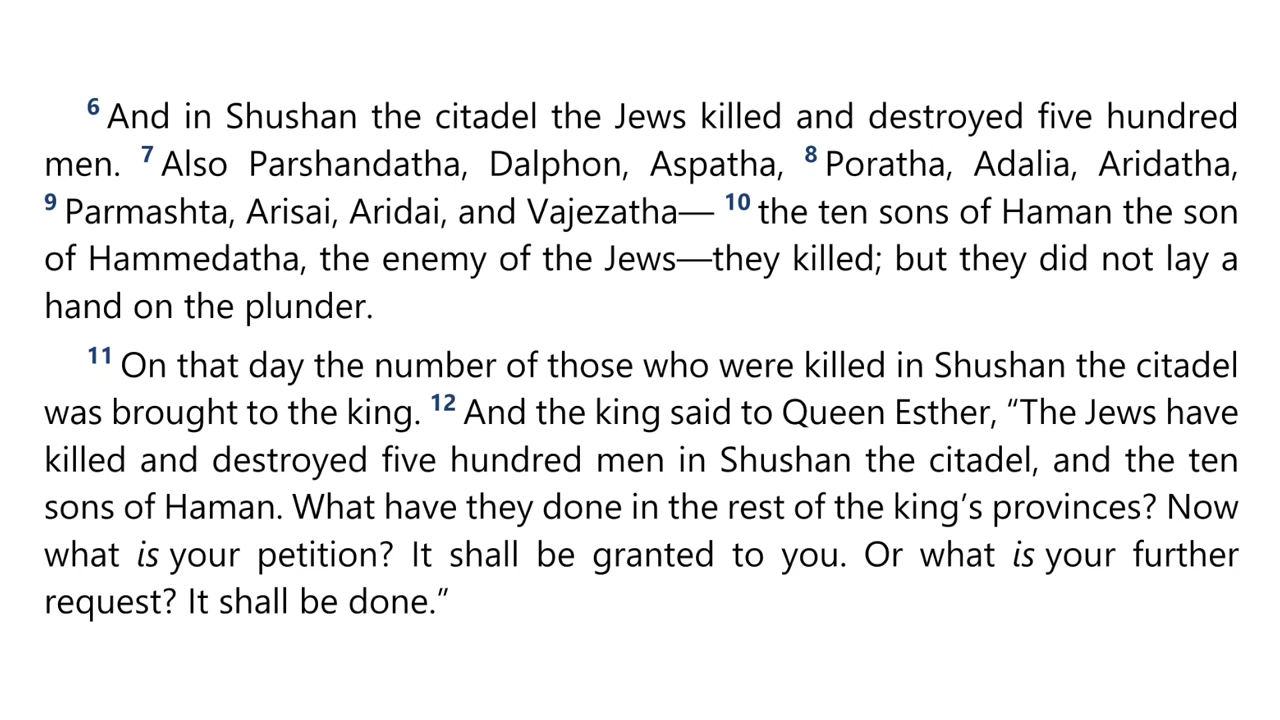 6 And in Shushan the citadel the Jews killed and destroyed five hundred
men. 7 Also Parshandatha, Dalphon, Aspatha, 8 Poratha, Adalia, Aridatha,
9 Parmashta, Arisai, Aridai, and Vajezatha— 10 the ten sons of Haman the son
of Hammedatha, the enemy of the Jews—they killed; but they did not lay a
hand on the plunder.
11 On that day the number of those who were killed in Shushan the citadel
was brought to the king. 12 And the king said to Queen Esther, “The Jews have
killed and destroyed five hundred men in Shushan the citadel, and the ten
sons of Haman. What have they done in the rest of the king’s provinces? Now
what is your petition? It shall be granted to you. Or what is your further
request? It shall be done.”